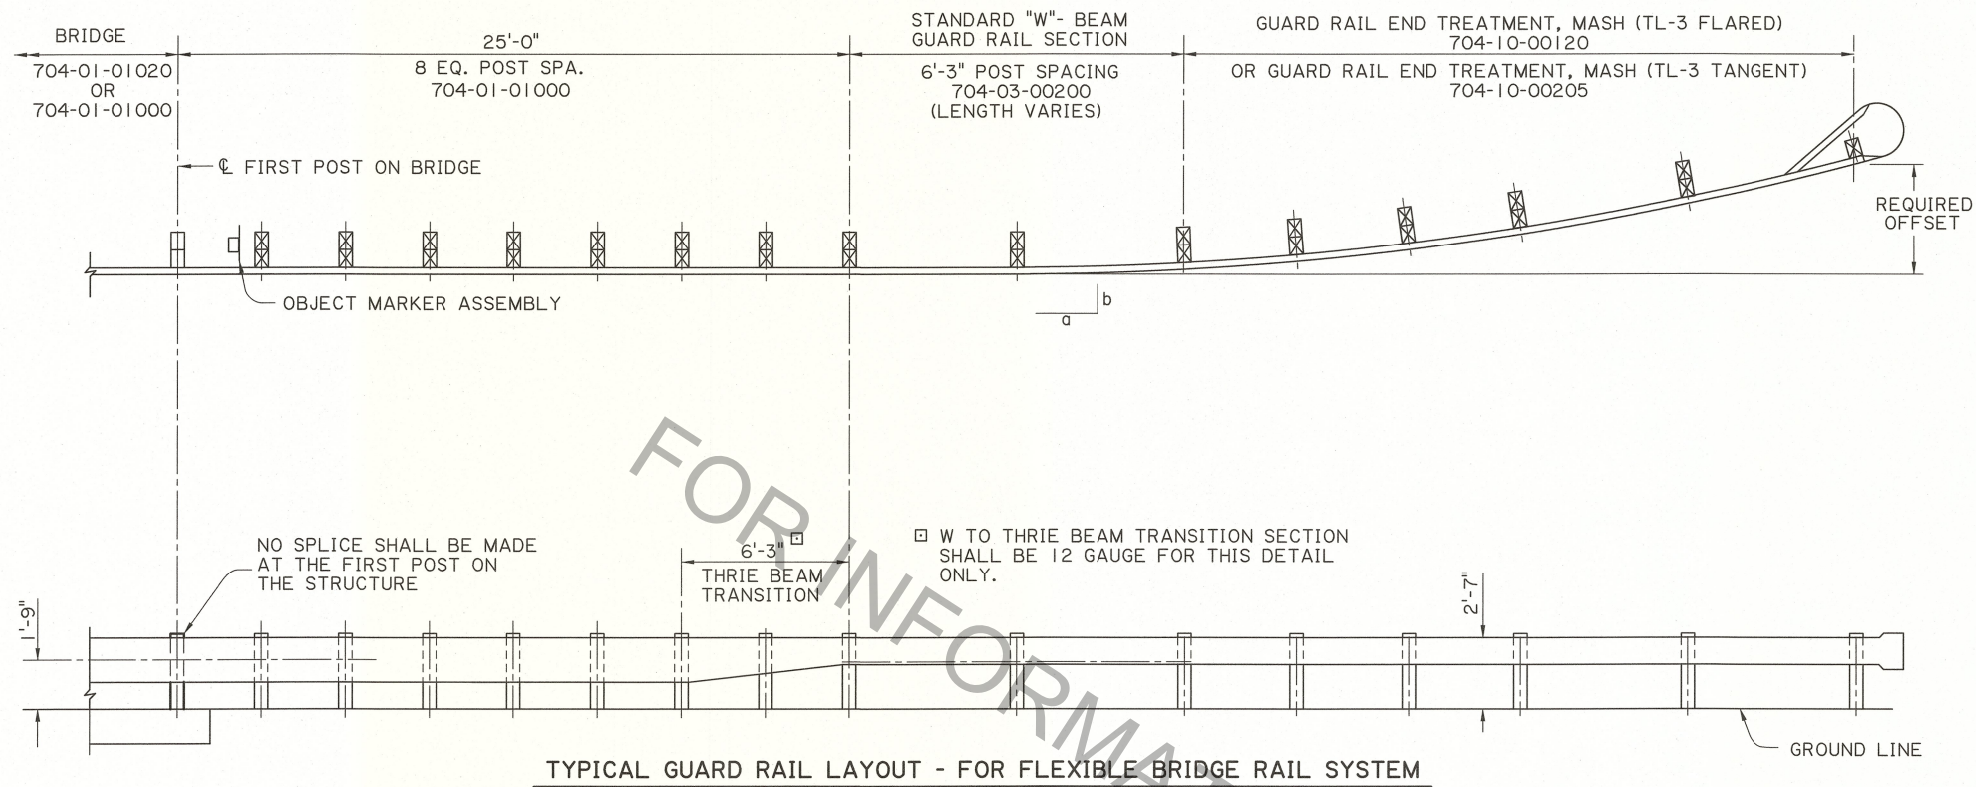 BRIDGE
704-01-01020
OR
704-01-01000
25'-0"
8 EQ. POST SPA.
704-01-01000
STANDARD "W"- BEAM
GUARD RAIL SECTION
6'-3" POST SPACING
704-03-00200
(LENGTH VARIES)
GUARD RAIL END TREATMENT, MASH (TL-3 FLARED)
704-10-00120
OR GUARD RAIL END TREATMENT, MASH (TL-3 TANGENT)
704-10-00205
℄ FIRST POST ON BRIDGE
REQUIRED
OFFSET
OBJECT MARKER ASSEMBLY
b
a
NO SPLICE SHALL BE MADE
AT THE FIRST POST ON
THE STRUCTURE
6'-3"
THRIE BEAM
TRANSITION
W TO THRIE BEAM TRANSITION SECTION
SHALL BE 12 GAUGE FOR THIS DETAIL
ONLY.
1'-9"
2'-7"
GROUND LINE
FOR INFORMAT
TYPICAL GUARD RAIL LAYOUT - FOR FLEXIBLE BRIDGE RAIL SYSTEM